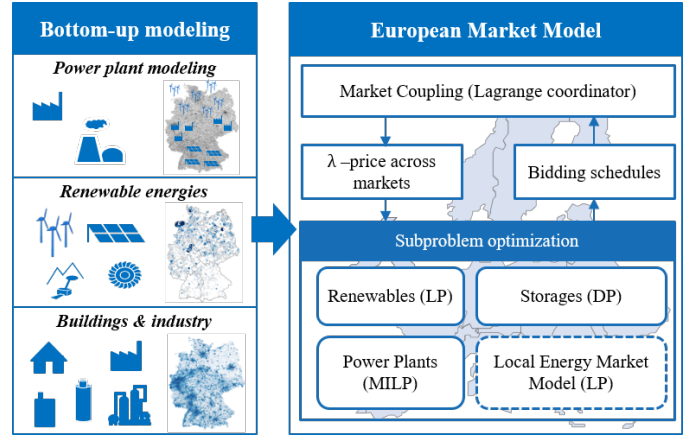 Bottom-up modeling
Power plant modeling
Renewable energies
Buildings & industry
European Market Model
Market Coupling (Lagrange coordinator)
λ –price across
markets
Bidding schedules
Subproblem optimization
Renewables (LP)
Storages (DP)
Power Plants
(MILP)
Local Energy Market
Model (LP)